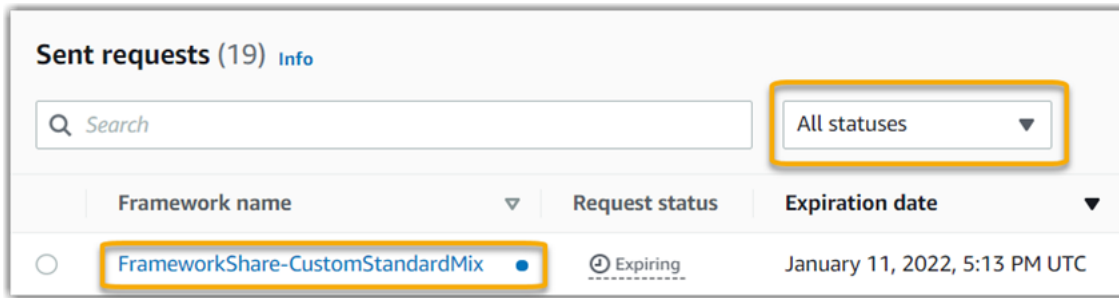 Sent requests (19) Info
Search
All statuses
Framework name Request status Expiration date
FrameworkShare-CustomStandardMix Expiring January 11, 2022, 5:13 PM UTC